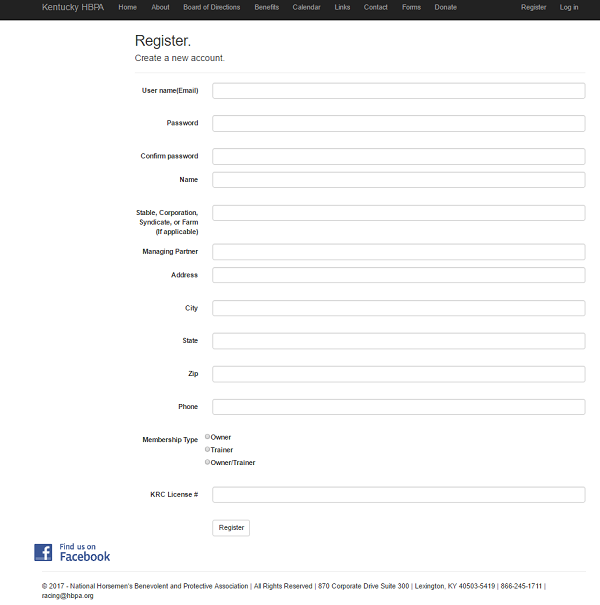 Kentucky HBPA Home About Board of Directions Benefits Calendar Links Contact Forms Donate Register Log in
Register.
Create a new account.
User name(Email)
Password
Confirm password
Name
Stable, Corporation,
Syndicate, or Farm
(If applicable)
Managing Partner
Address
City
State
Zip
Phone
Membership Type
Owner
Trainer
Owner/Trainer
KRC License #
Register
Find us on
Facebook
© 2017 - National Horsemen's Benevolent and Protective Association | All Rights Reserved | 870 Corporate Drive Suite 300 | Lexington, KY 40503-5419 | 866-245-1711 |
racing@hbpa.org